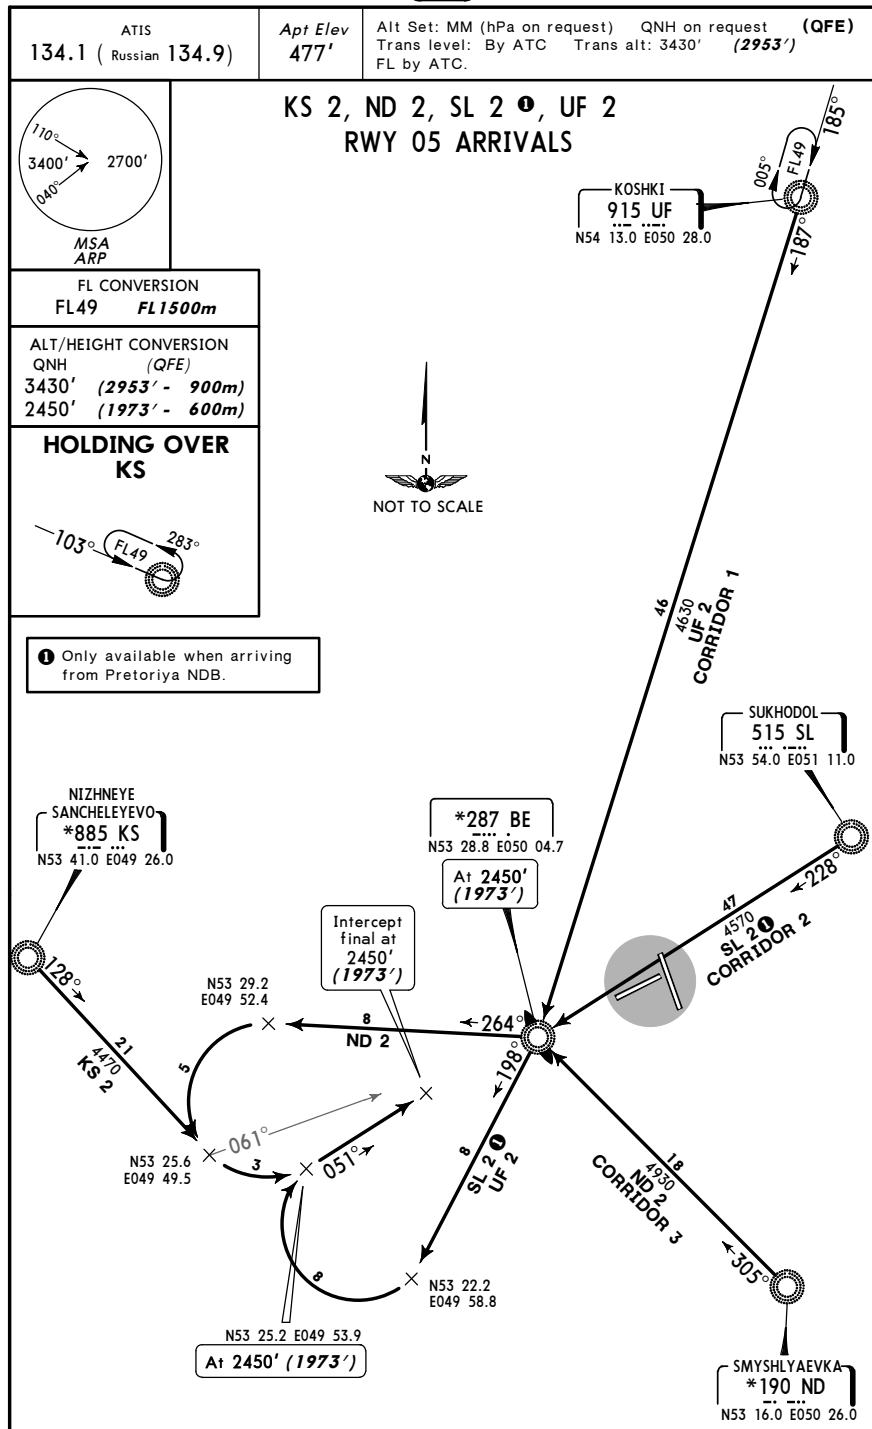 ATIS
134.1 ( Russian 134.9)
Apt Elev
477'
Alt Set: MM (hPa on request) QNH on request (QFE)
Trans level: By ATC Trans alt: 3430' (2953')
FL by ATC.
KS 2, ND 2, SL 2 ❶, UF 2
RWY 05 ARRIVALS
110°
3400'
2700'
040°
MSA
ARP
FL CONVERSION
FL49 FL1500m
ALT/HEIGHT CONVERSION
QNH (QFE)
3430' (2953' - 900m)
2450' (1973' - 600m)
HOLDING OVER
KS
103°
FL49
283°
❶ Only available when arriving
from Pretoriya NDB.
N
NOT TO SCALE
185°
FL49
005°
KOSHKI
915 UF
N54 13.0 E050 28.0
187°
46
4630
UF 2
CORRIDOR 1
SUKHODOL
515 SL
N53 54.0 E051 11.0
228°
47
4570
SL 2 ❶
CORRIDOR 2
NIZHNEYE
SANCHELEYEVO
*885 KS
N53 41.0 E049 26.0
128°
21
4470
KS 2
*287 BE
N53 28.8 E050 04.7
At 2450'
(1973')
Intercept
final at
2450'
(1973')
N53 29.2
E049 52.4
8
ND 2
264°
198°
5
061°
N53 25.6
E049 49.5
3
051°
8
SL 2 ❶
UF 2
18
4930
ND 2
CORRIDOR 3
305°
8
N53 22.2
E049 58.8
N53 25.2 E049 53.9
At 2450' (1973')
SMYSHLYAEVKA
*190 ND
N53 16.0 E050 26.0